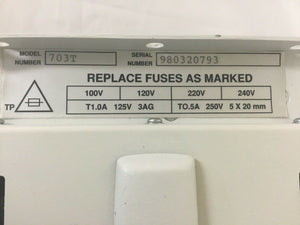 MODEL NUMBER 703T SERIAL NUMBER 980320793
REPLACE FUSES AS MARKED
100V 120V 220V 240V
TP T1.0A 125V 3AG TO.5A 250V 5 X 20 mm